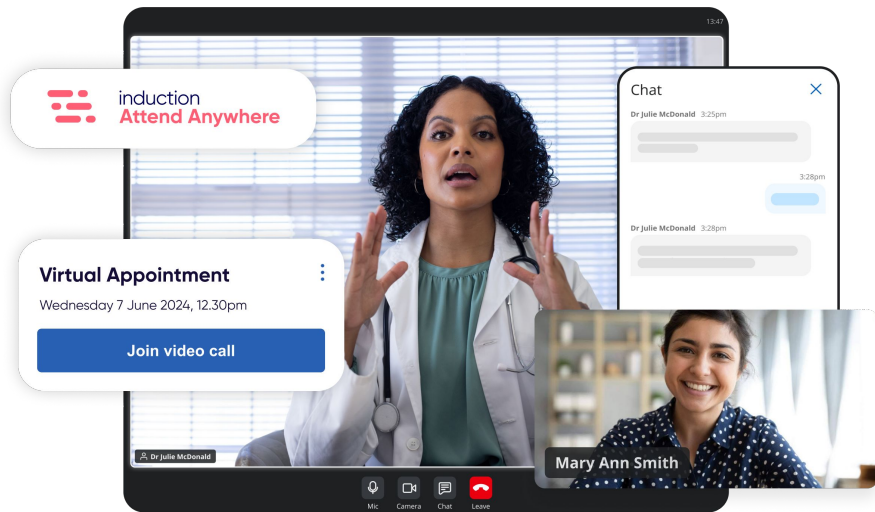 13:47
induction
Attend Anywhere
Chat
Dr Julie McDonald 3:25pm
3:28pm
Dr Julie McDonald 3:28pm
Virtual Appointment
Wednesday 7 June 2024, 12.30pm
Join video call
Dr Julie McDonald
Mary Ann Smith
Mic Camera Chat Leave